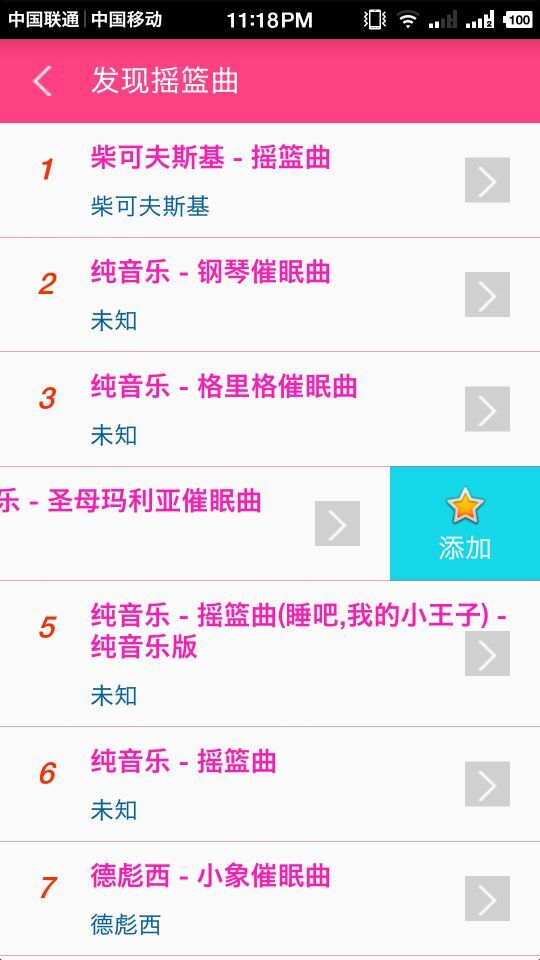 中国联通 中国移动 11:18PM 100
发现摇篮曲
1 柴可夫斯基 - 摇篮曲
柴可夫斯基
2 纯音乐 - 钢琴催眠曲
未知
3 纯音乐 - 格里格催眠曲
未知
乐 - 圣母玛利亚催眠曲
添加
5 纯音乐 - 摇篮曲(睡吧,我的小王子) -
纯音乐版
未知
6 纯音乐 - 摇篮曲
未知
7 德彪西 - 小象催眠曲
德彪西